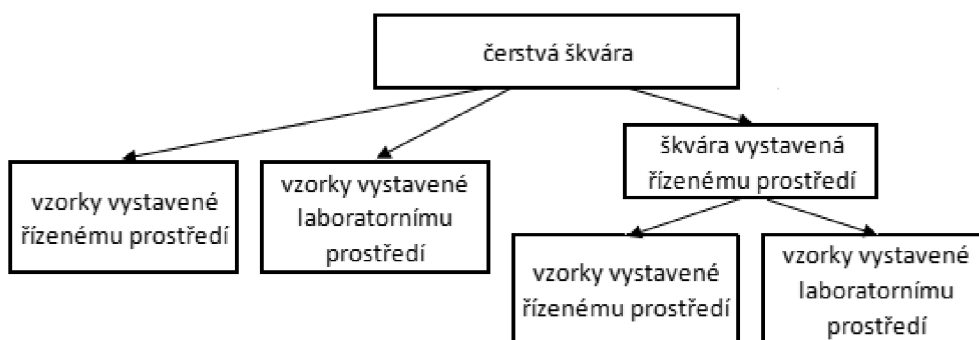 čerstvá škvára
vzorky vystavené
řízenému prostředí
vzorky vystavené
laboratornímu
prostředí
škvára vystavená
řízenému prostředí
vzorky vystavené
řízenému prostředí
vzorky vystavené
laboratornímu
prostředí